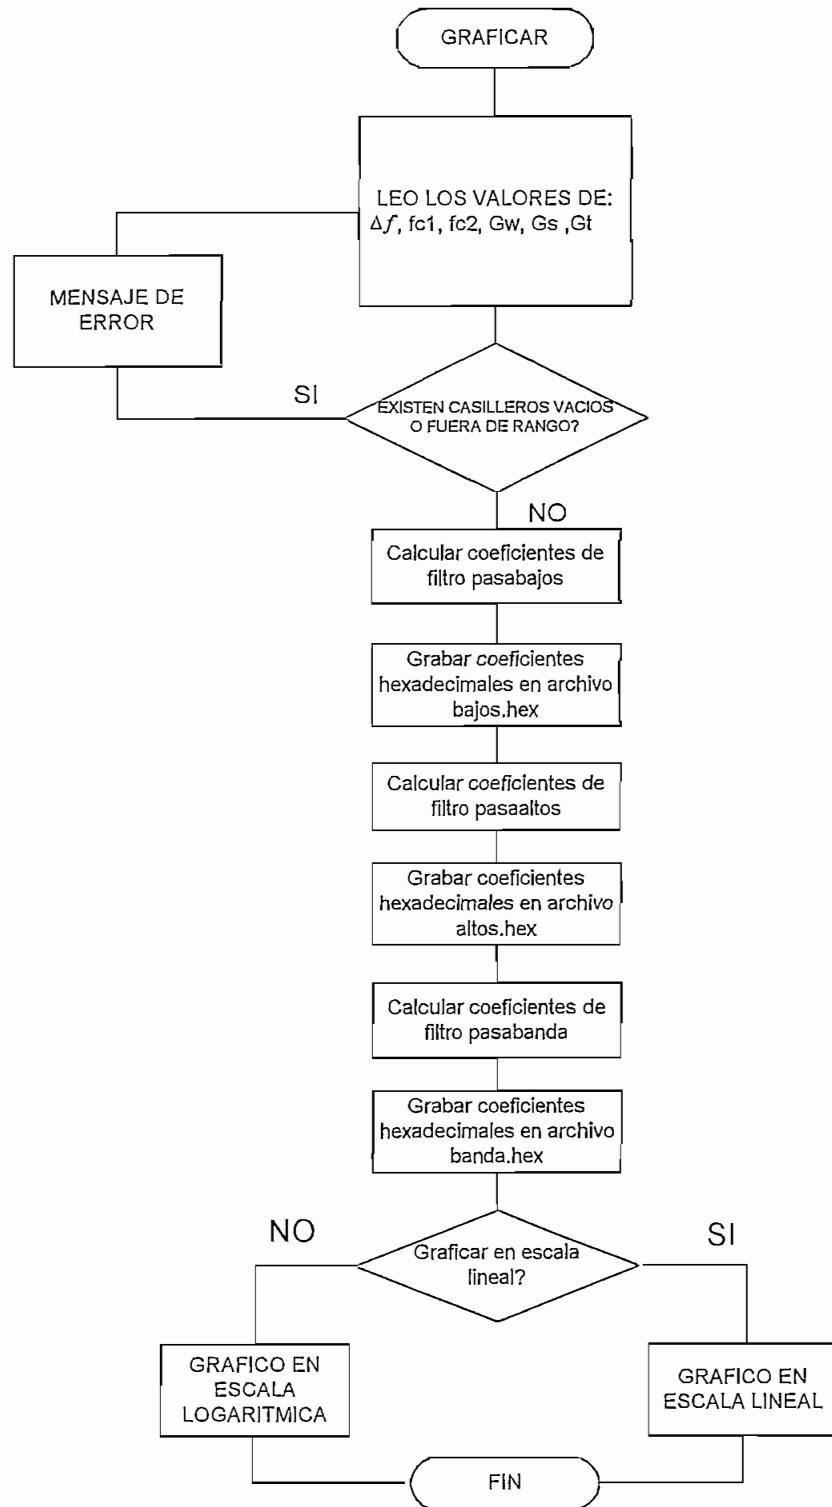 GRAFICAR
LEO LOS VALORES DE:
Δf, fc1, fc2, Gw, Gs ,Gt
MENSAJE DE
ERROR
SI
EXISTEN CASILLEROS VACIOS
O FUERA DE RANGO?
NO
Calcular coeficientes de
filtro pasabajos
Grabar coeficientes
hexadecimales en archivo
bajos.hex
Calcular coeficientes de
filtro pasaaltos
Grabar coeficientes
hexadecimales en archivo
altos.hex
Calcular coeficientes de
filtro pasabanda
Grabar coeficientes
hexadecimales en archivo
banda.hex
NO
Graficar en escala
lineal?
SI
GRAFICO EN
ESCALA
LOGARITMICA
GRAFICO EN
ESCALA LINEAL
FIN